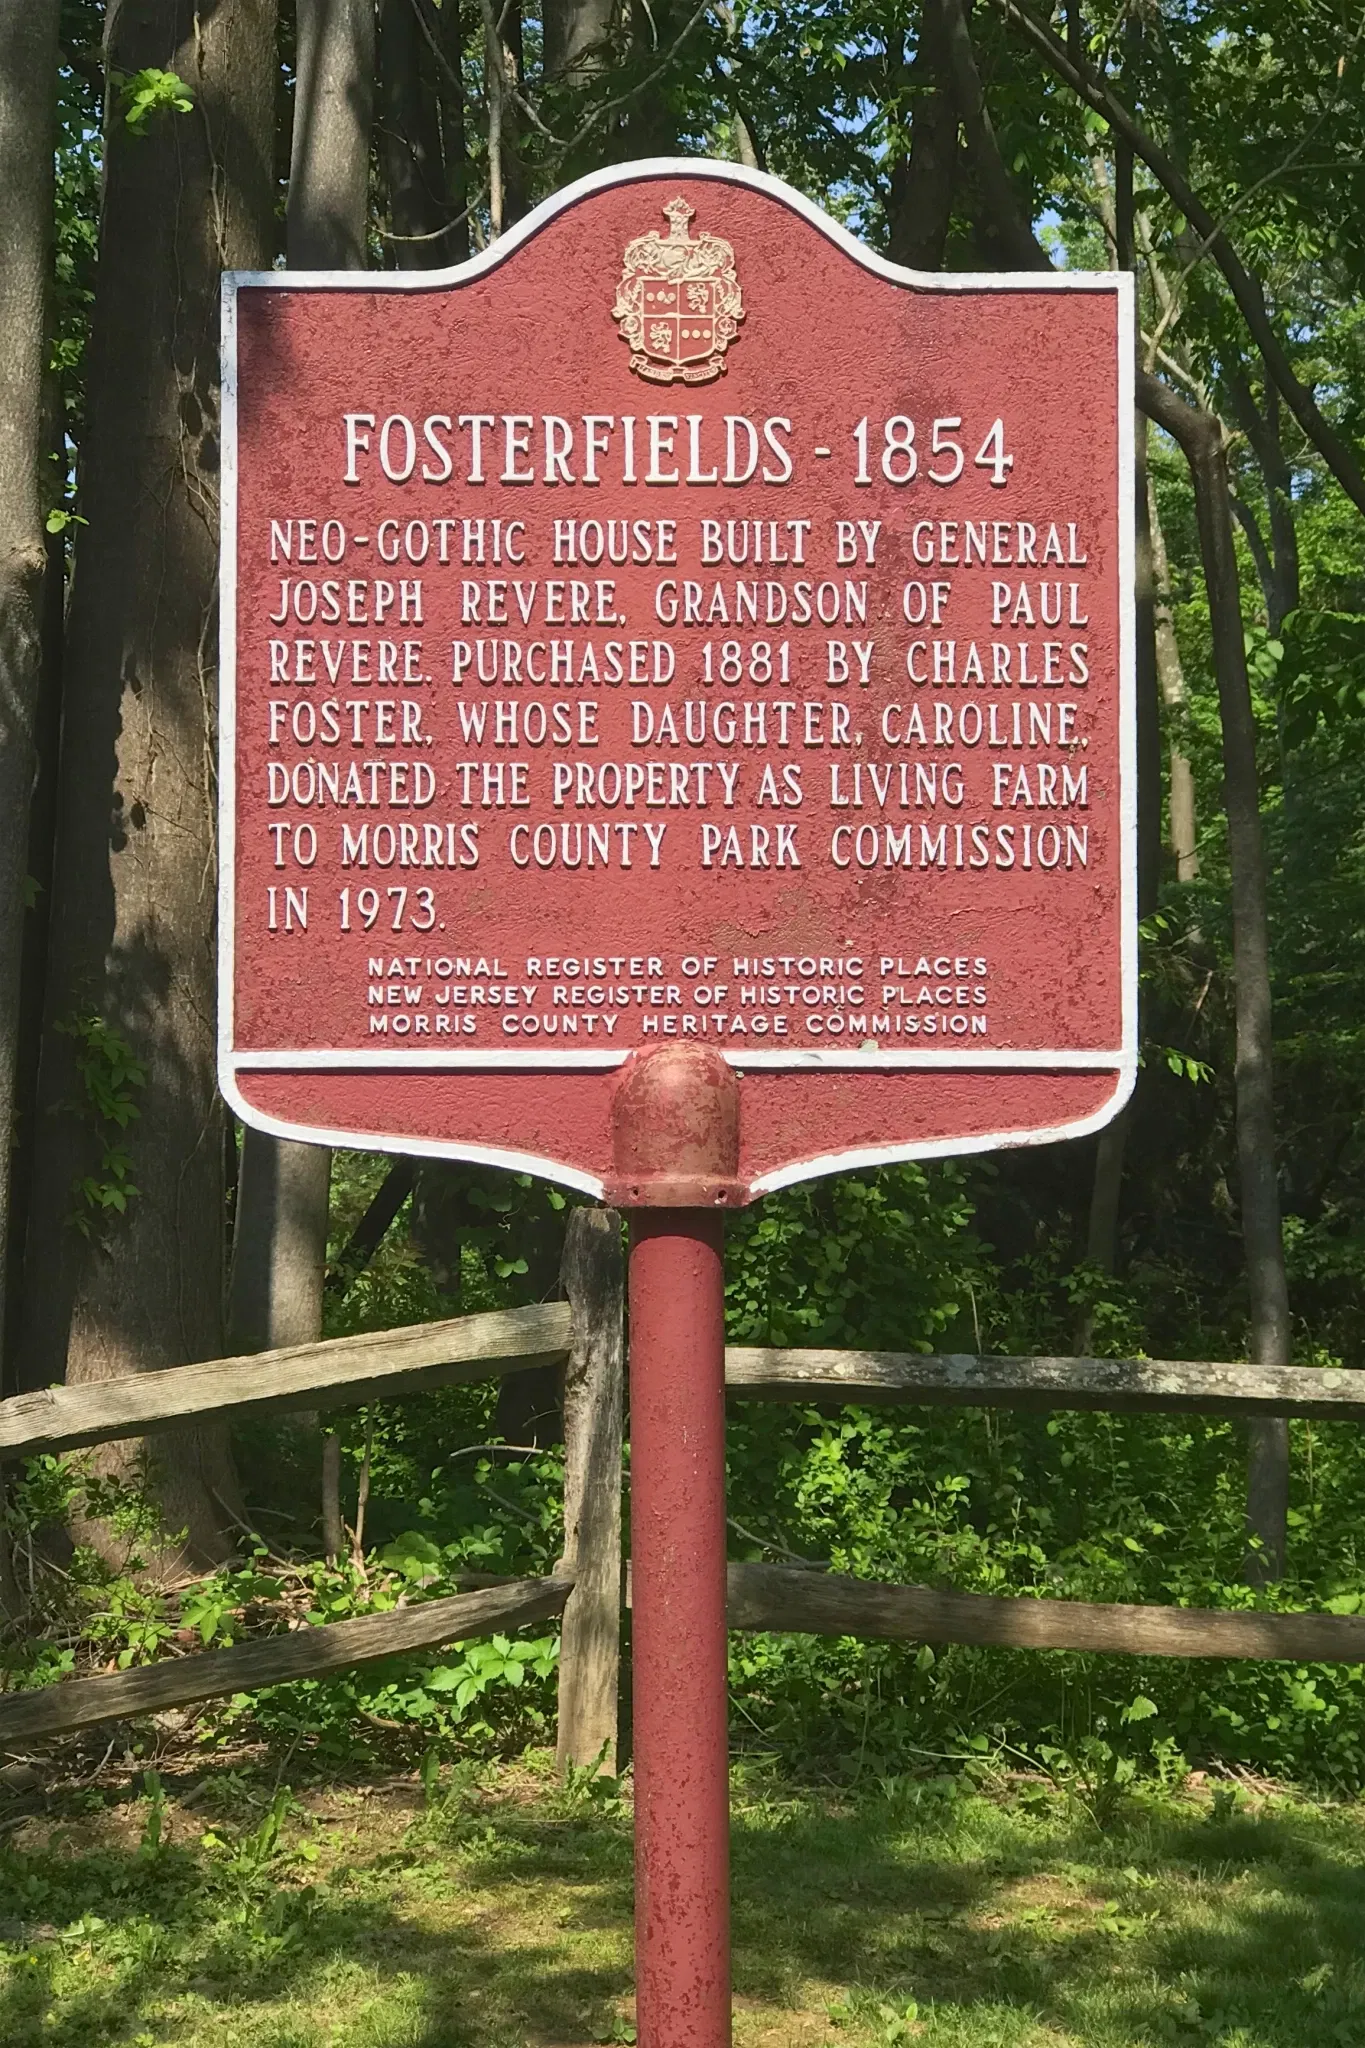 FOSTERFIELDS - 1854
NEO-GOTHIC HOUSE BUILT BY GENERAL
JOSEPH REVERE, GRANDSON OF PAUL
REVERE. PURCHASED 1881 BY CHARLES
FOSTER, WHOSE DAUGHTER, CAROLINE,
DONATED THE PROPERTY AS LIVING FARM
TO MORRIS COUNTY PARK COMMISSION
IN 1973.
NATIONAL REGISTER OF HISTORIC PLACES
NEW JERSEY REGISTER OF HISTORIC PLACES
MORRIS COUNTY HERITAGE COMMISSION